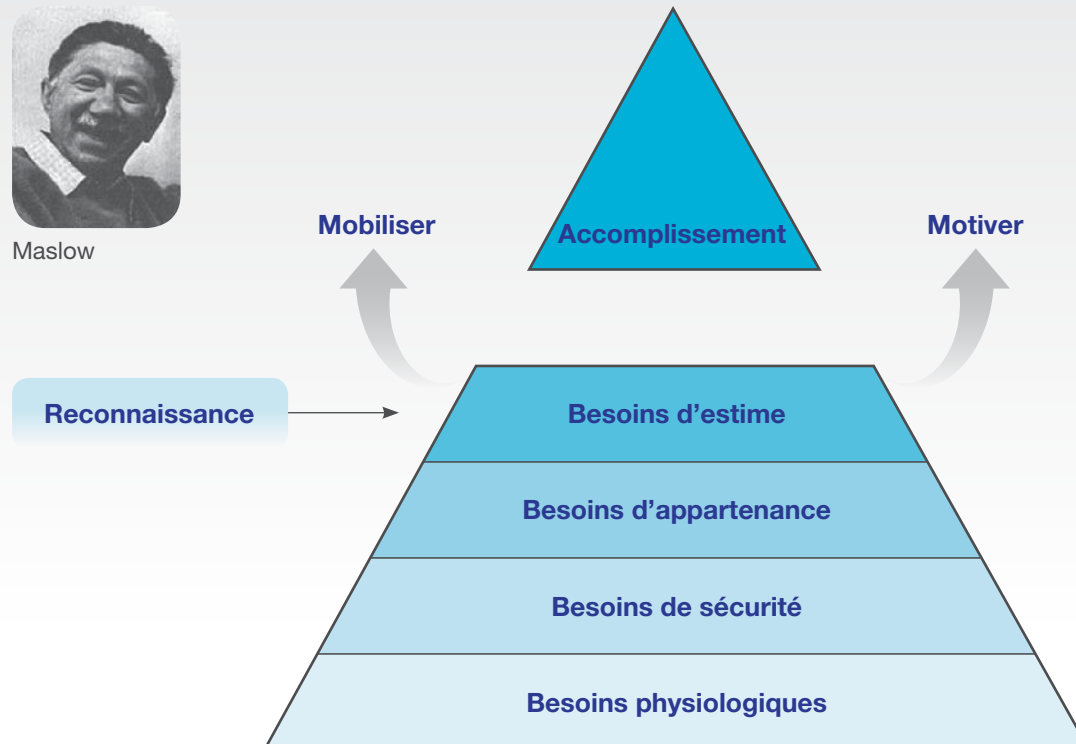 Maslow
Mobiliser
Accomplissement
Motiver
Reconnaissance
Besoins d'estime
Besoins d'appartenance
Besoins de sécurité
Besoins physiologiques